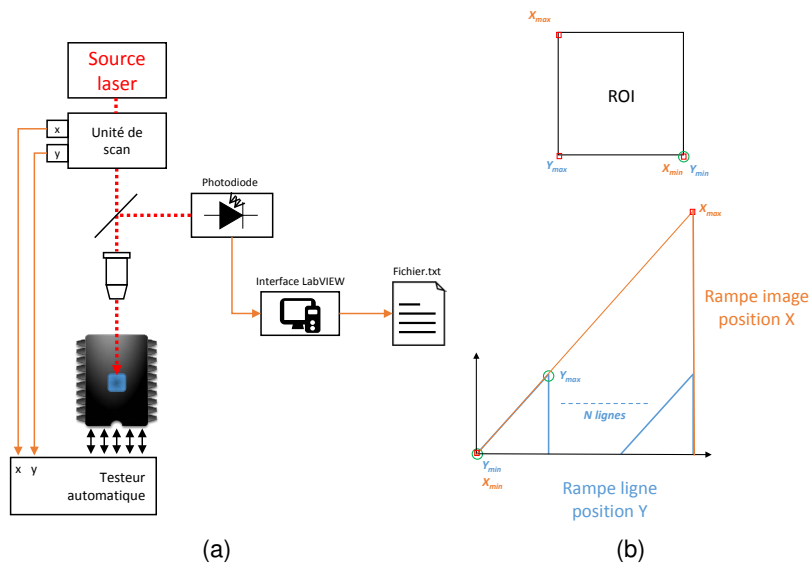 Source
laser
x
y
Unité de
scan
Photodiode
Interface LabVIEW
Fichier.txt
x y
Testeur
automatique
(a)
Xmax
ROI
Ymax
Xmin Ymin
Xmax
Rampe image
position X
Ymax
N lignes
Ymin
Xmin
Rampe ligne
position Y
(b)